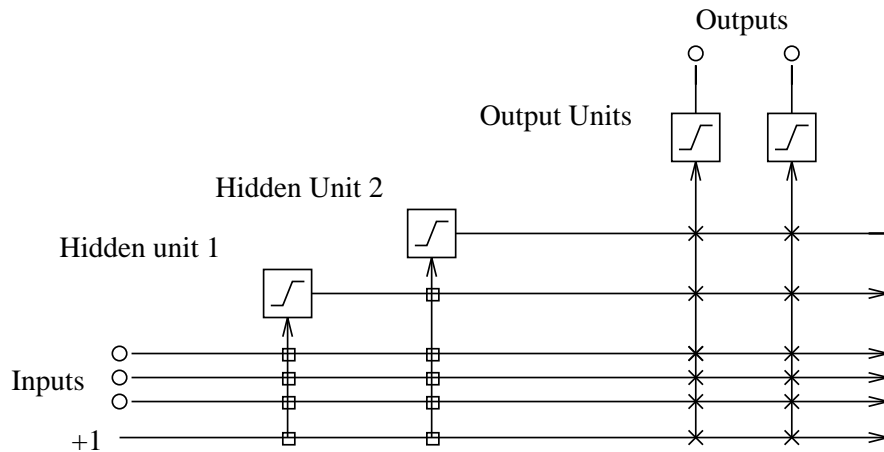 Outputs
Output Units
Hidden Unit 2
Hidden unit 1
Inputs
+1